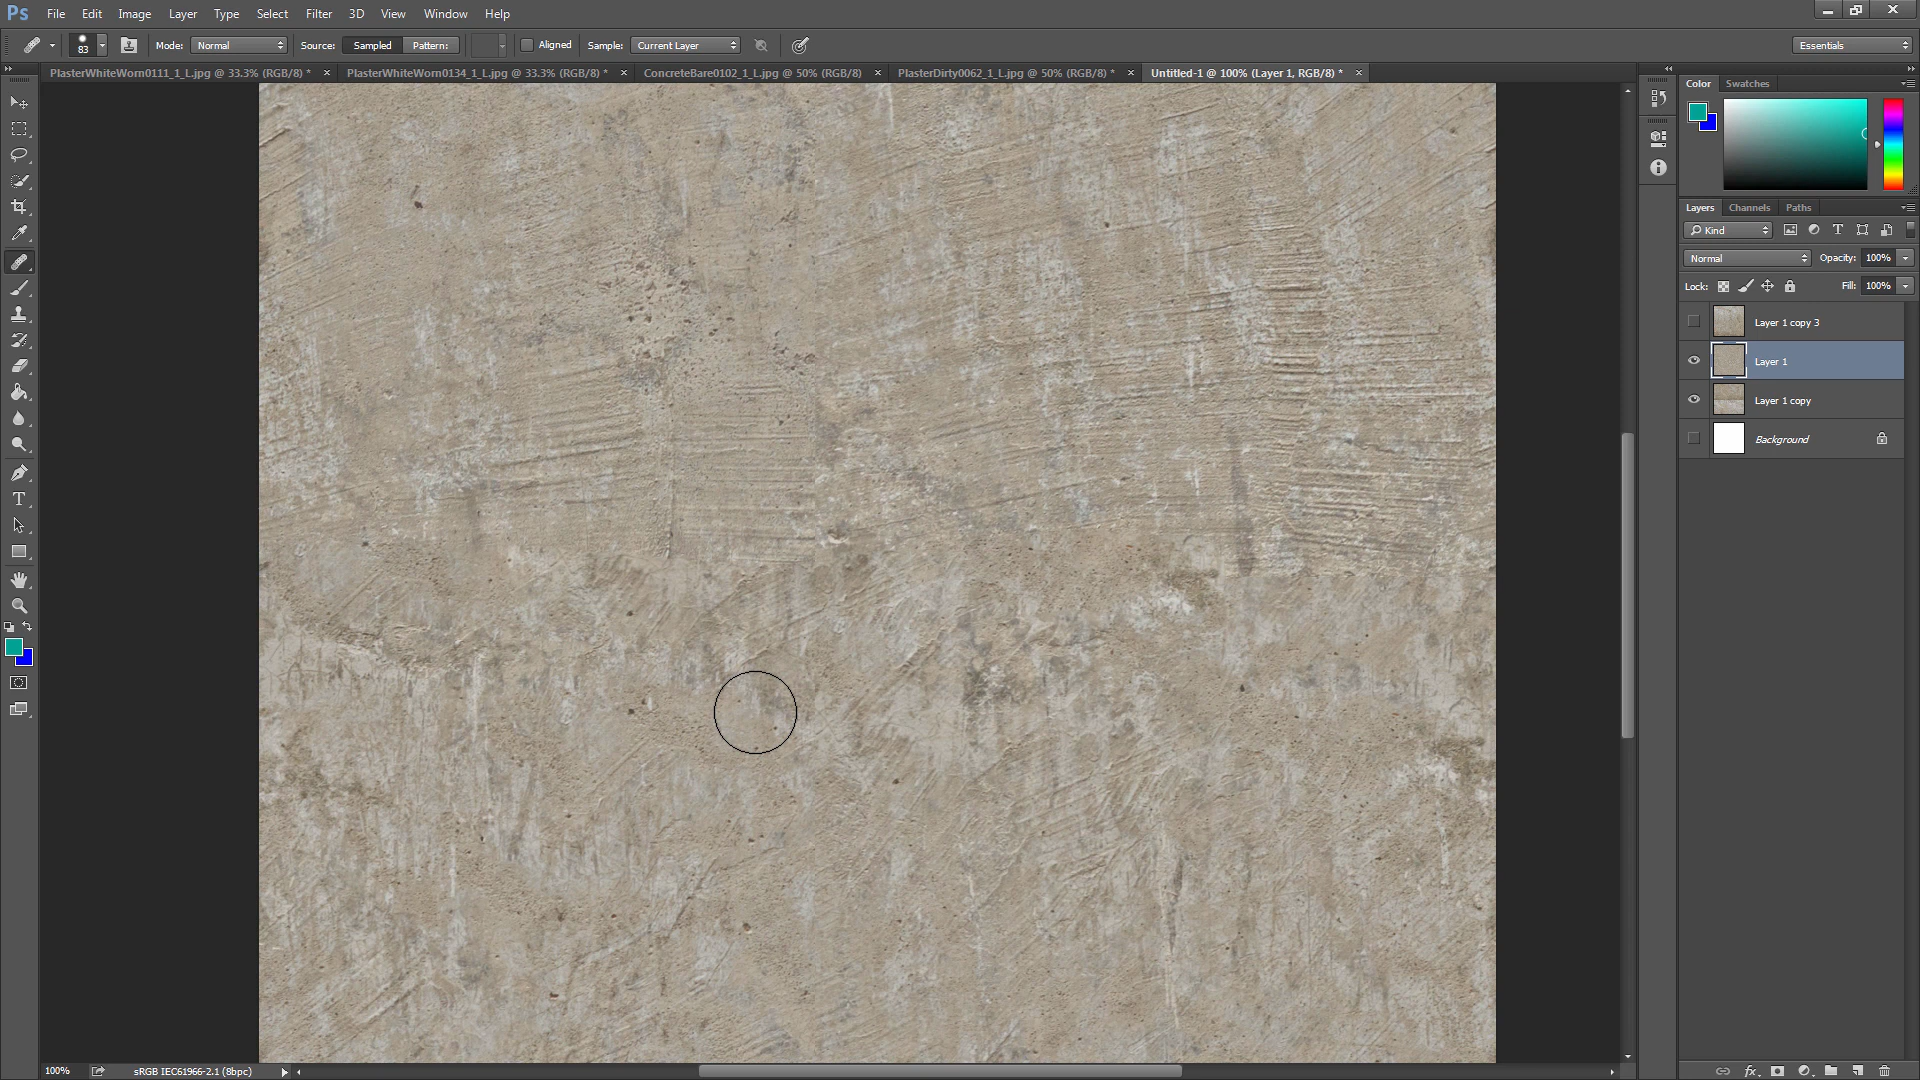 Ps File Edit Image Layer Type Select Filter 3D View Window Help
83 Mode: Normal Source: Sampled Pattern: Aligned Sample: Current Layer Essentials
PlasterWhiteWorn0111_1_L.jpg @ 33.3% (RGB/8) * PlasterWhiteWorn0134_1_L.jpg @ 33.3% (RGB/8) * ConcreteBare0102_1_L.jpg @ 50% (RGB/8) PlasterDirty0062_1_L.jpg @ 50% (RGB/8) * Untitled-1 @ 100% (Layer 1, RGB/8) *
Color Swatches
Layers Channels Paths
Kind
Normal Opacity: 100%
Lock: Fill: 100%
Layer 1 copy 3
Layer 1
Layer 1 copy
Background
100% sRGB IEC61966-2.1 (8bpc)